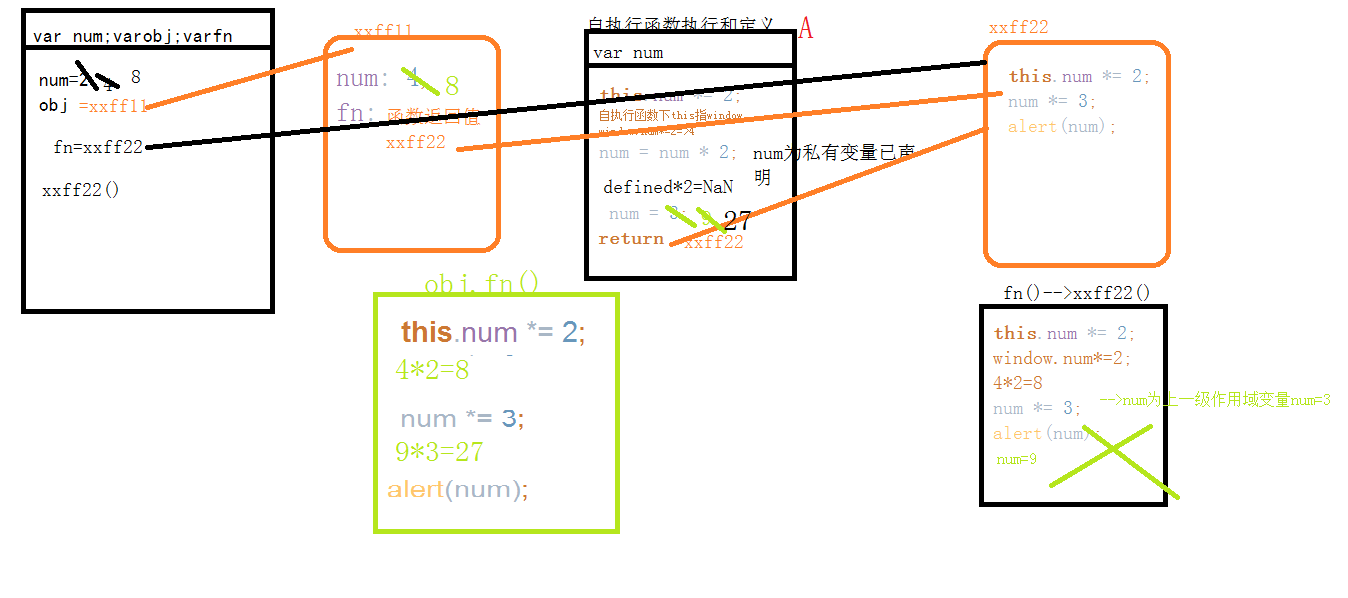 var num;varobj;varfn
num=2 4 8
obj =xxff11
fn=xxff22
xxff22()
xxff11
num: 4, 8
fn: 函数返回值
xxff22
自执行函数执行和定义 A
var num
this.num *= 2;
自执行函数下this指window
window.num*=2=>4
num = num * 2; num为私有变量已声
明
defined*2=NaN
num = 3; 9 27
return xxff22
xxff22
this.num *= 2;
num *= 3;
alert(num);
obj.fn()
this.num *= 2;
4*2=8
num *= 3;
9*3=27
alert(num);
fn()-->xxff22()
this.num *= 2;
window.num*=2;
4*2=8
num *= 3; -->num为上一级作用域变量num=3
alert(num);
num=9